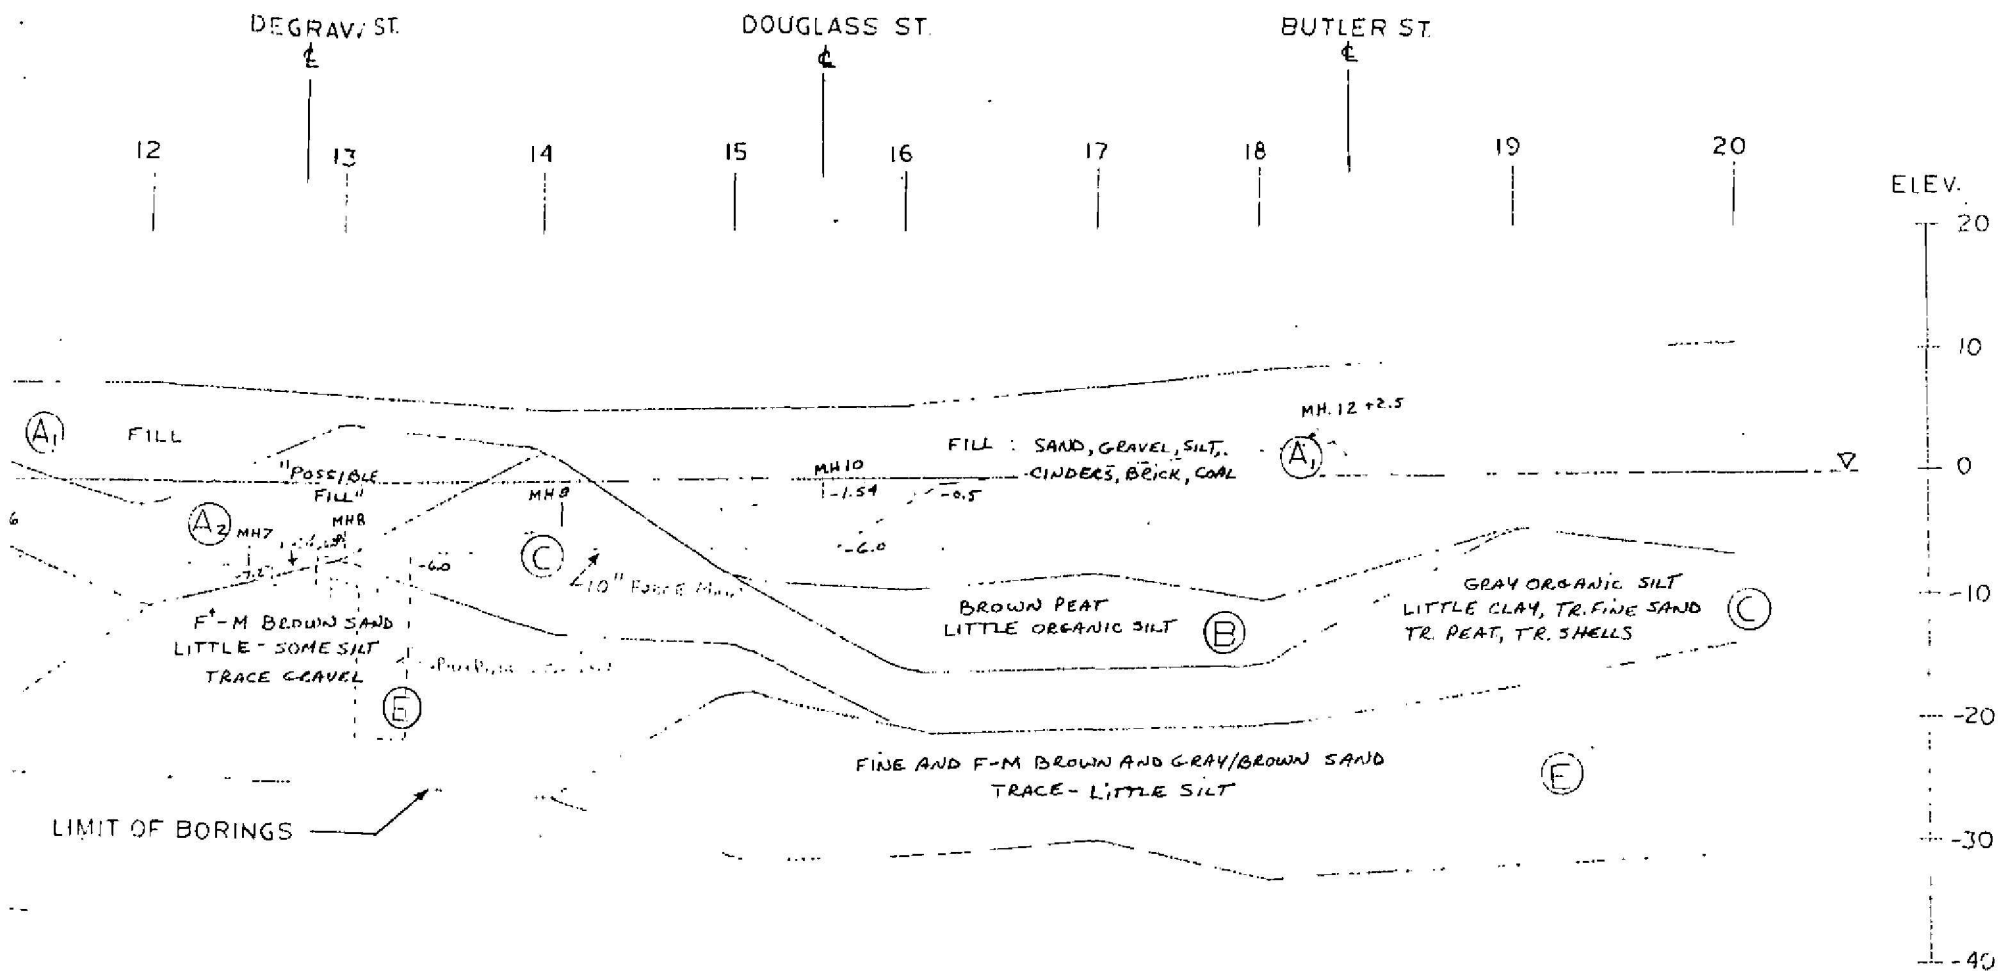 DEGRAW ST.
DOUGLASS ST.
BUTLER ST.
℄
℄
℄
12
13
14
15
16
17
18
19
20
ELEV.
20
10
0
-10
-20
-30
-40
A1
FILL
"POSSIBLE
FILL"
A2
MH7
MH8
-7.2
-6.0
MH9
C
10" FORCE MAIN
MH10
-1.54
-0.5
-6.0
FILL : SAND, GRAVEL, SILT,
CINDERS, BRICK, COAL
MH.12 +2.5
A1
6
F+-M BROWN SAND
LITTLE - SOME SILT
TRACE GRAVEL
E
BROWN PEAT
LITTLE ORGANIC SILT
B
GRAY ORGANIC SILT
LITTLE CLAY, TR. FINE SAND
TR. PEAT, TR. SHELLS
C
FINE AND F-M BROWN AND GRAY/BROWN SAND
TRACE - LITTLE SILT
E
LIMIT OF BORINGS